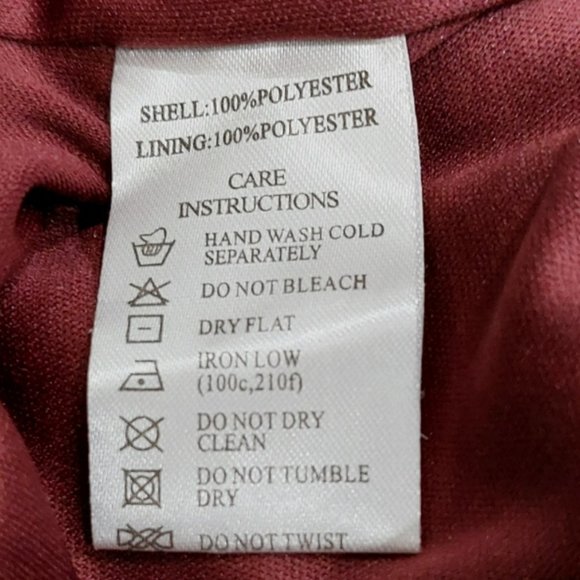 SHELL:100%POLYESTER
LINING:100%POLYESTER
CARE
INSTRUCTIONS
HAND WASH COLD
SEPARATELY
DO NOT BLEACH
DRY FLAT
IRON LOW
(100c,210f)
DO NOT DRY
CLEAN
DO NOT TUMBLE
DRY
DO NOT TWIST